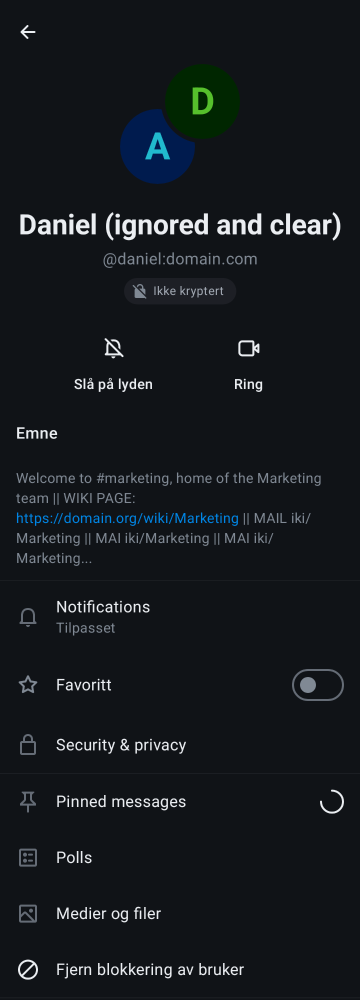 D
A
Daniel (ignored and clear)
@daniel:domain.com
Ikke kryptert
Slå på lyden
Ring
Emne
Welcome to #marketing, home of the Marketing
team || WIKI PAGE:
https://domain.org/wiki/Marketing || MAIL iki/
Marketing || MAI iki/Marketing || MAI iki/
Marketing...
Notifications
Tilpasset
Favoritt
Security & privacy
Pinned messages
Polls
Medier og filer
Fjern blokkering av bruker